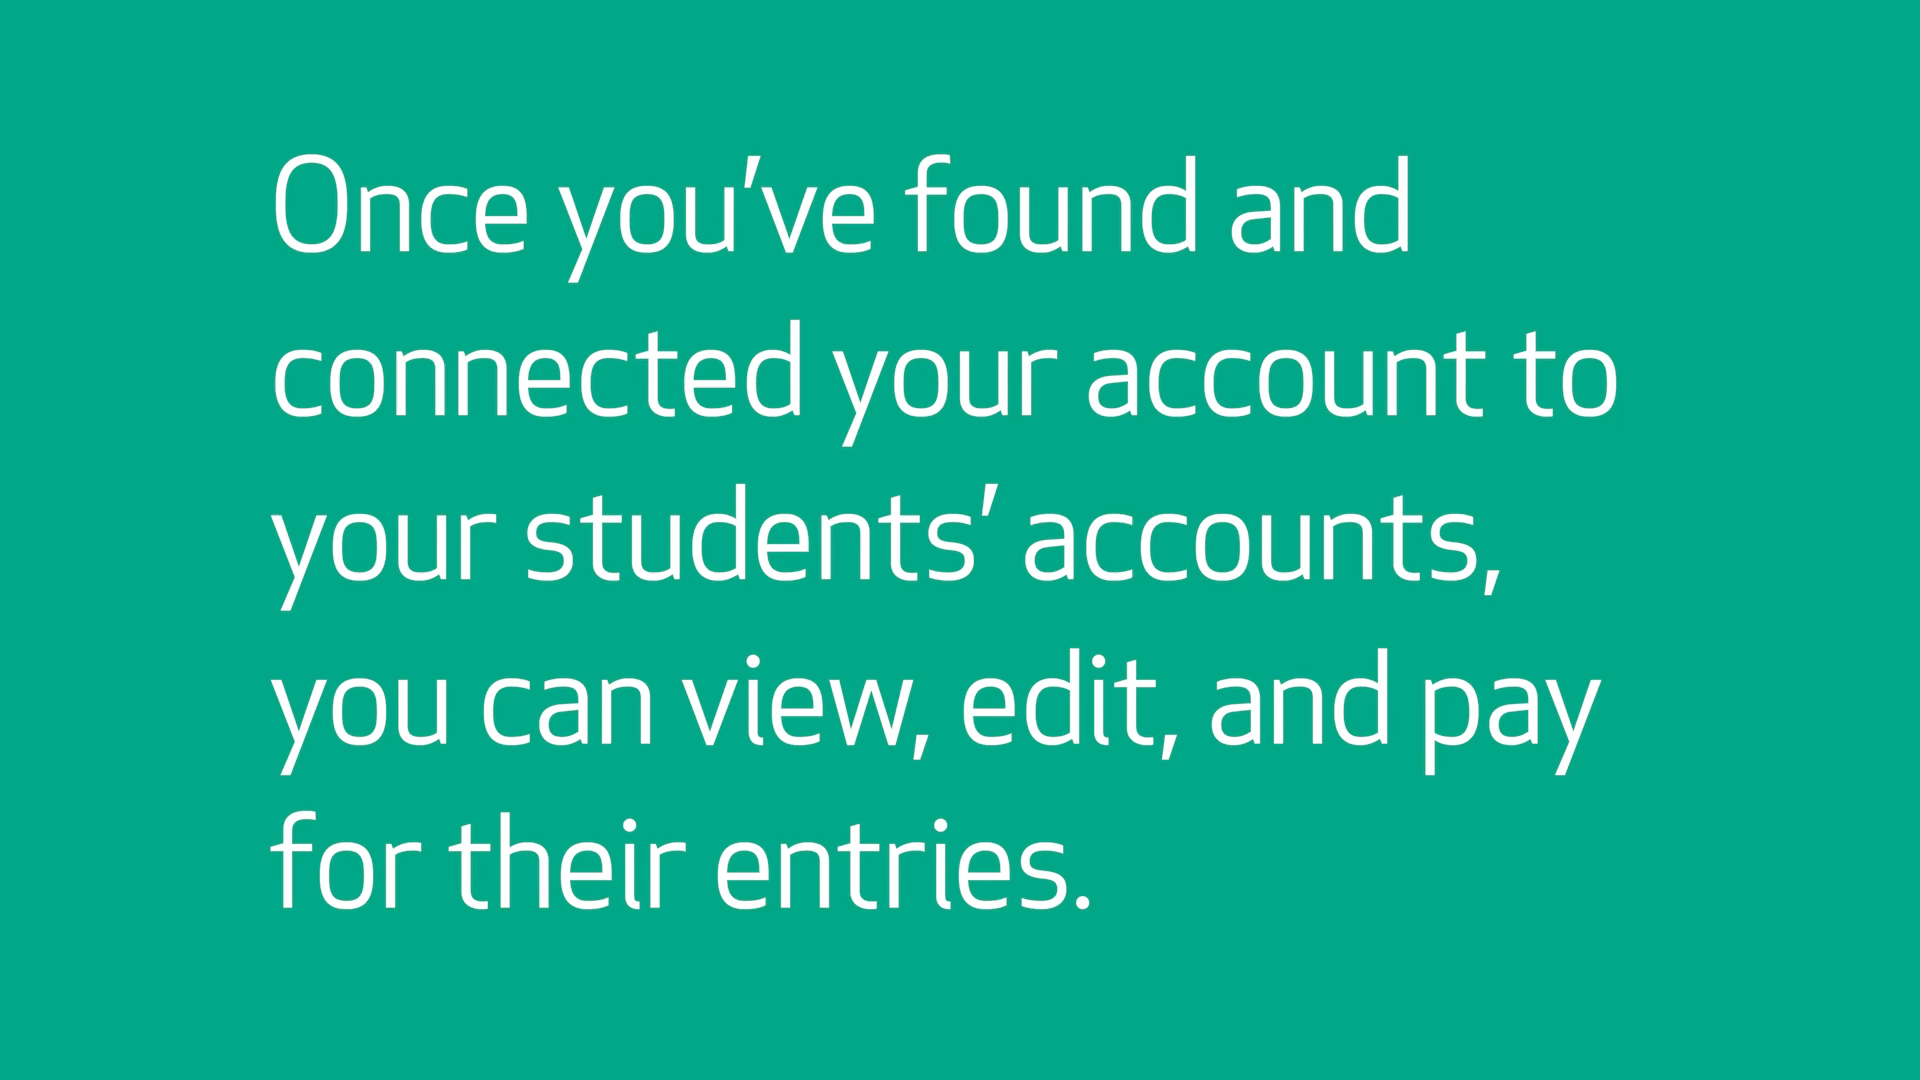 Once you’ve found and
connected your account to
your students’ accounts,
you can view, edit, and pay
for their entries.